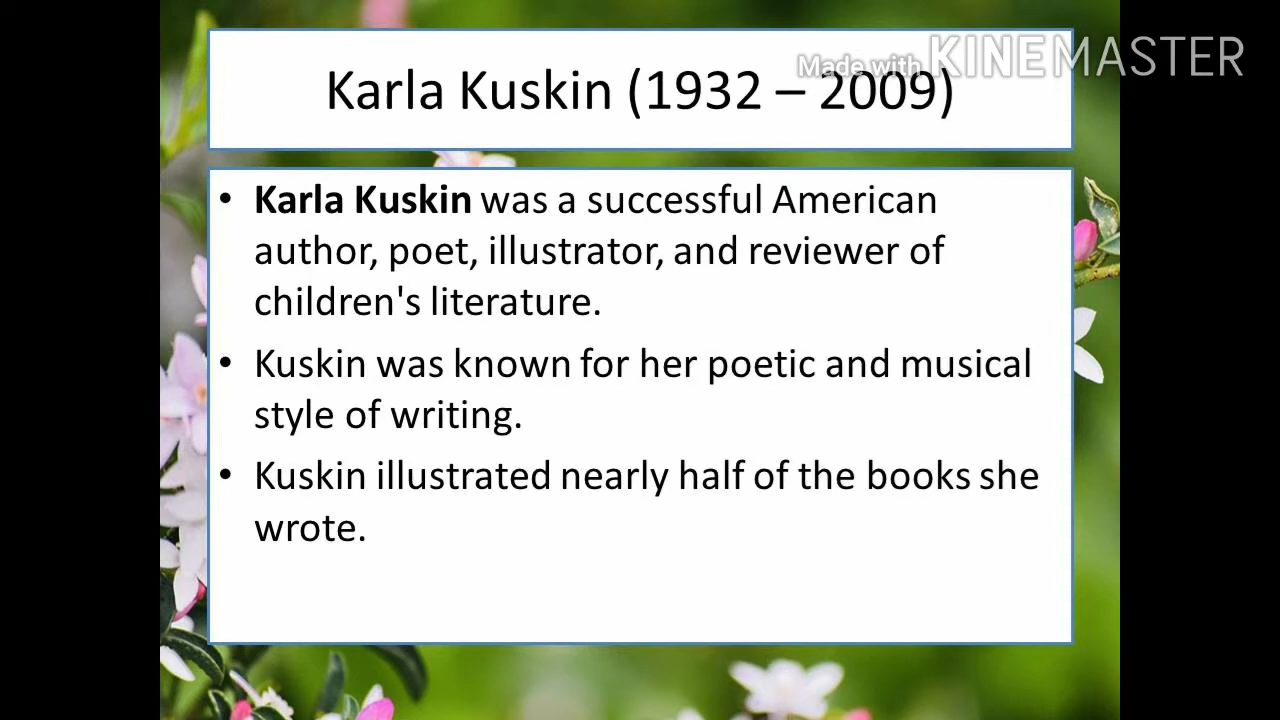 Made with KINEMASTER
Karla Kuskin (1932 – 2009)
• Karla Kuskin was a successful American
author, poet, illustrator, and reviewer of
children's literature.
• Kuskin was known for her poetic and musical
style of writing.
• Kuskin illustrated nearly half of the books she
wrote.